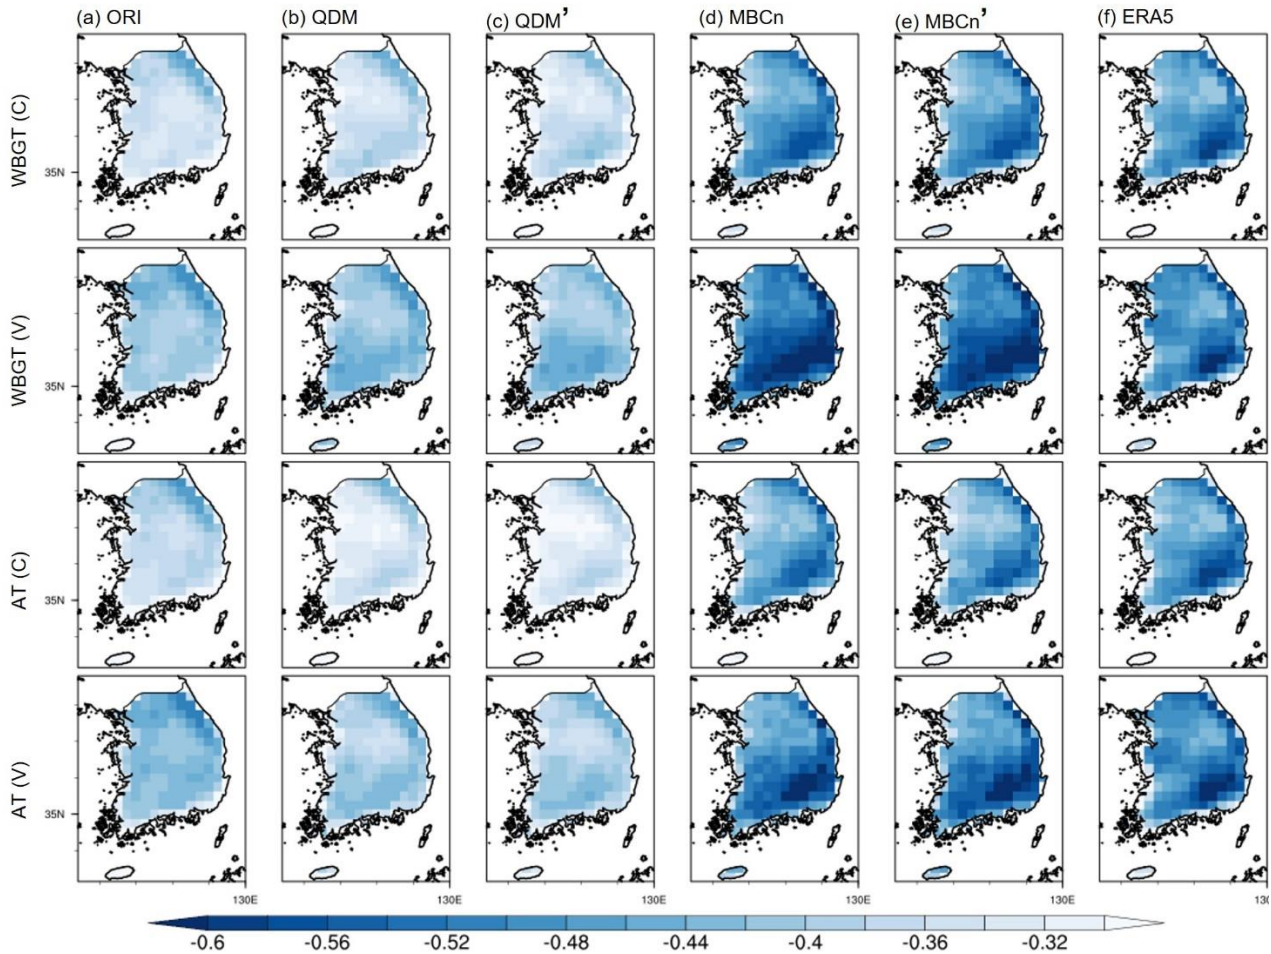 (a) ORI (b) QDM (c) QDM’ (d) MBCn (e) MBCn’ (f) ERA5
WBGT (C)
35N
WBGT (V)
35N
AT (C)
35N
AT (V)
35N
130E 130E 130E 130E 130E 130
-0.6 -0.56 -0.52 -0.48 -0.44 -0.4 -0.36 -0.32